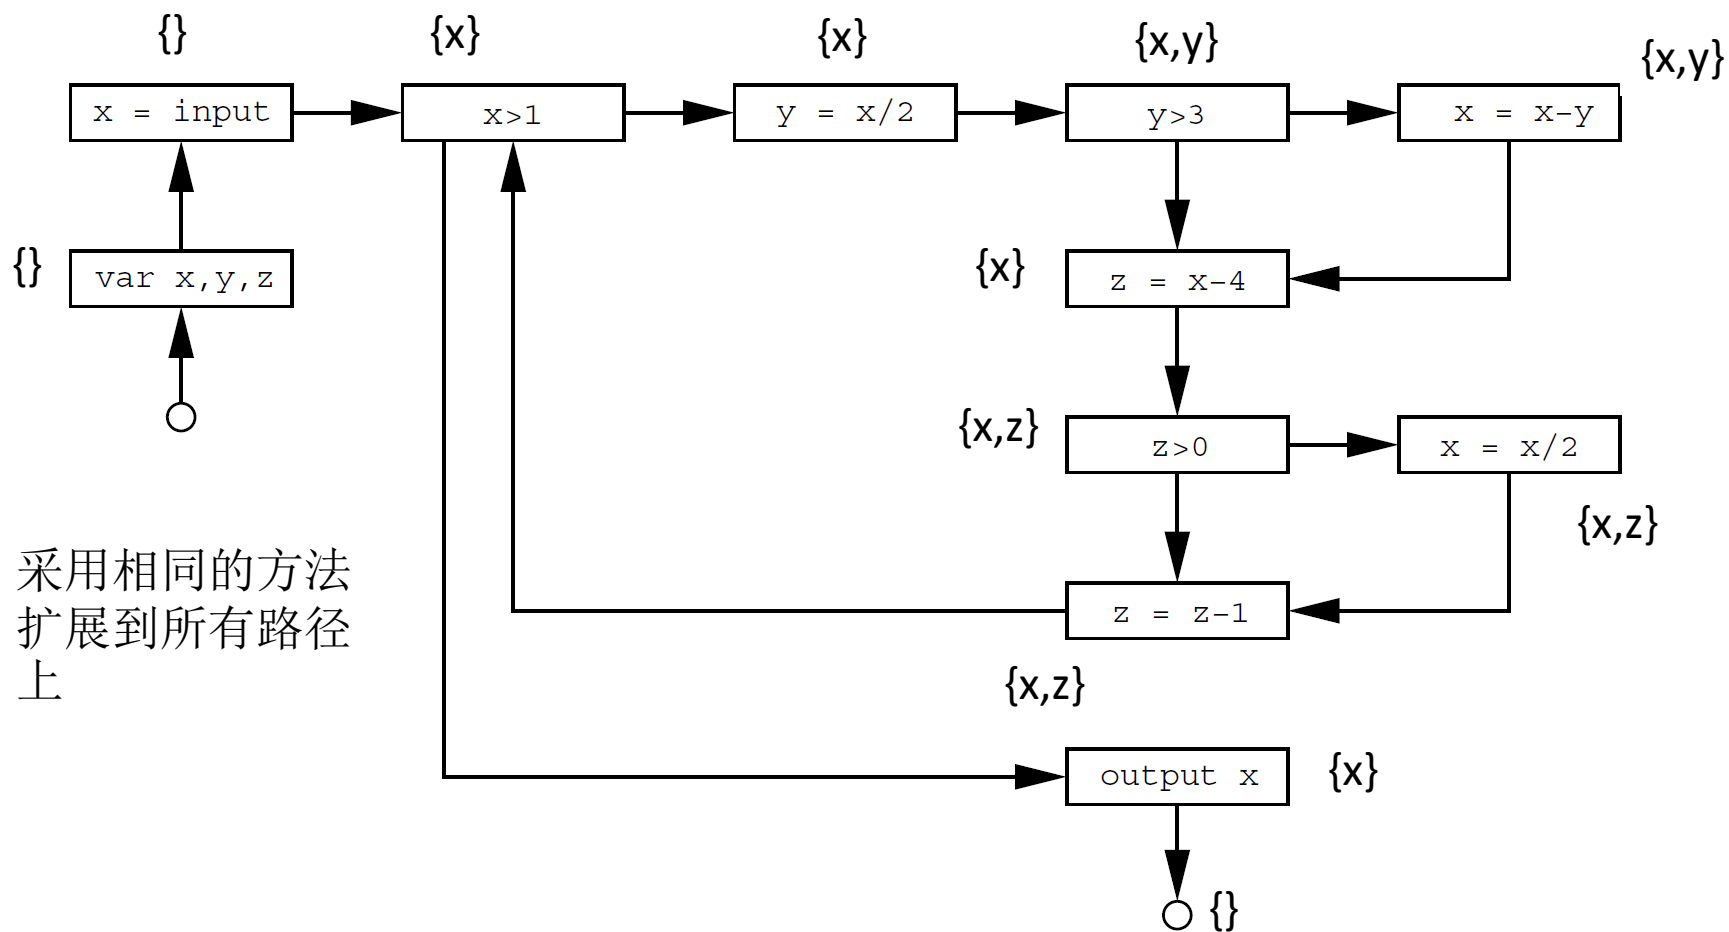 {}
{x}
{x}
{x,y}
{x,y}
x = input
x>1
y = x/2
y>3
x = x-y
{}
var x,y,z
{x}
z = x-4
{x,z}
z>0
x = x/2
{x,z}
采用相同的方法
扩展到所有路径
上
z = z-1
{x,z}
output x
{x}
{}